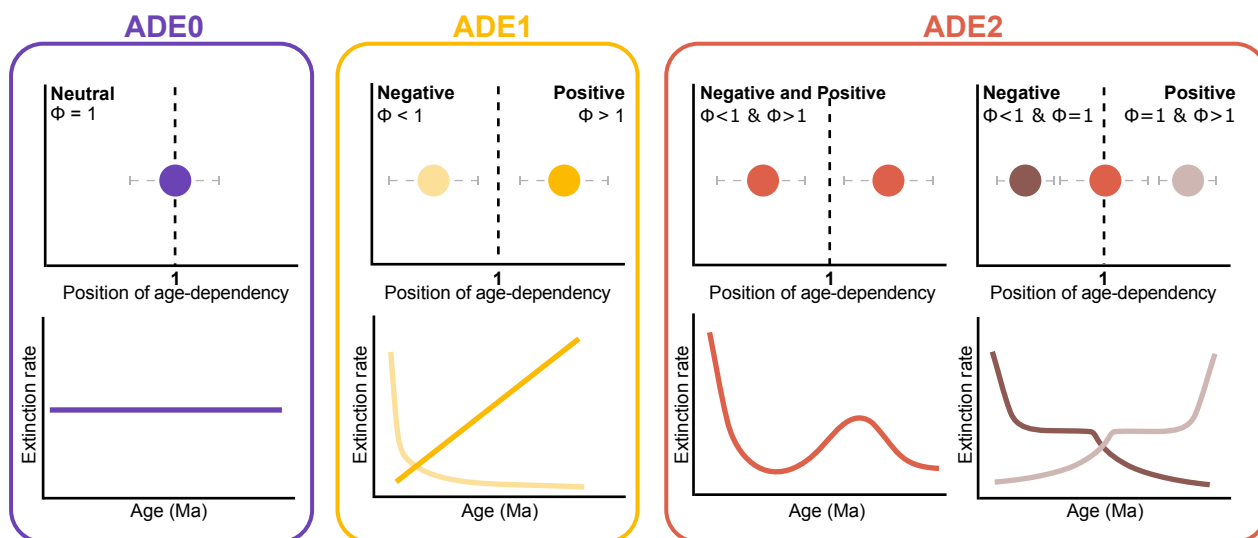 ADE0
Neutral
Φ = 1
1
Position of age-dependency
Extinction rate
Age (Ma)
ADE1
Negative
Positive
Φ < 1
Φ > 1
1
Position of age-dependency
Extinction rate
Age (Ma)
ADE2
Negative and Positive
Φ<1 & Φ>1
1
Position of age-dependency
Extinction rate
Age (Ma)
Negative
Positive
Φ<1 & Φ=1
Φ=1 & Φ>1
1
Position of age-dependency
Extinction rate
Age (Ma)